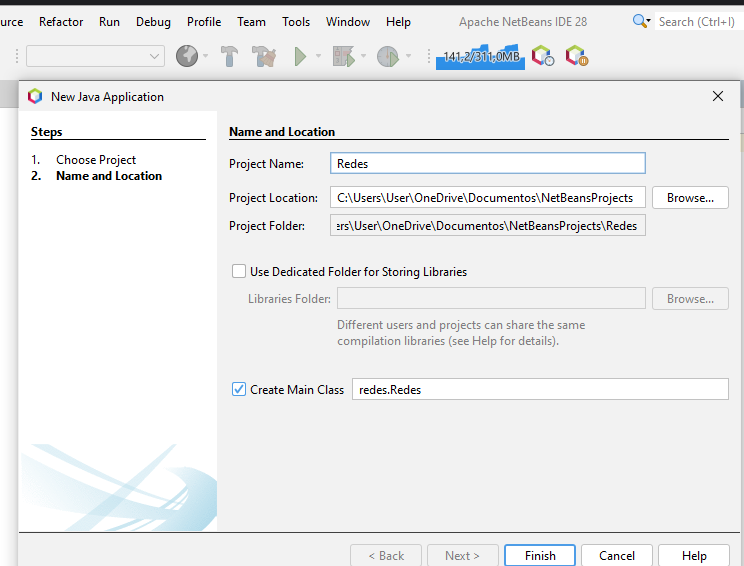 urce Refactor Run Debug Profile Team Tools Window Help Apache NetBeans IDE 28 Search (Ctrl+I)
141,2/311,0MB
New Java Application
Steps
1. Choose Project
2. Name and Location
Name and Location
Project Name: Redes
Project Location: C:\Users\User\OneDrive\Documentos\NetBeansProjects Browse...
Project Folder: ers\User\OneDrive\Documentos\NetBeansProjects\Redes
Use Dedicated Folder for Storing Libraries
Libraries Folder: Browse...
Different users and projects can share the same
compilation libraries (see Help for details).
Create Main Class redes.Redes
< Back Next > Finish Cancel Help